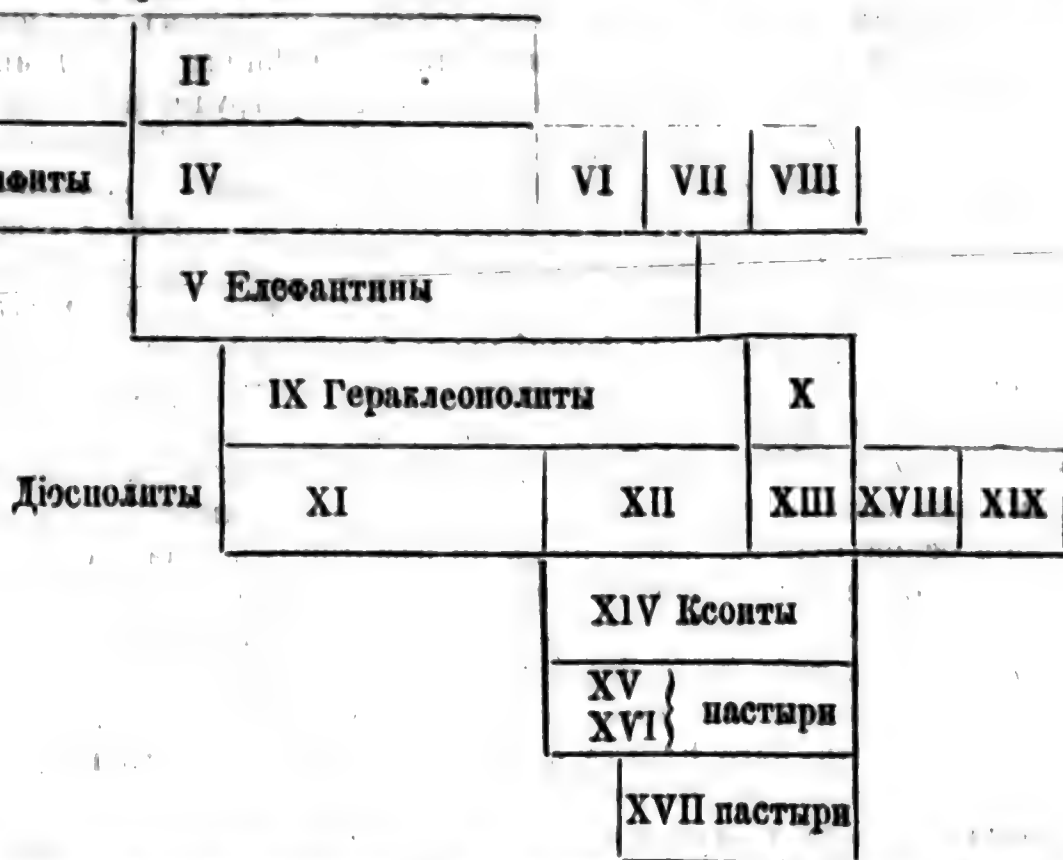 II
IV VI VII VIII
V Елефантины
IX Гераклеополиты X
Діосполиты XI XII XIII XVIII XIX
XIV Ксоиты
XV
XVI } пастыри
XVII пастыри